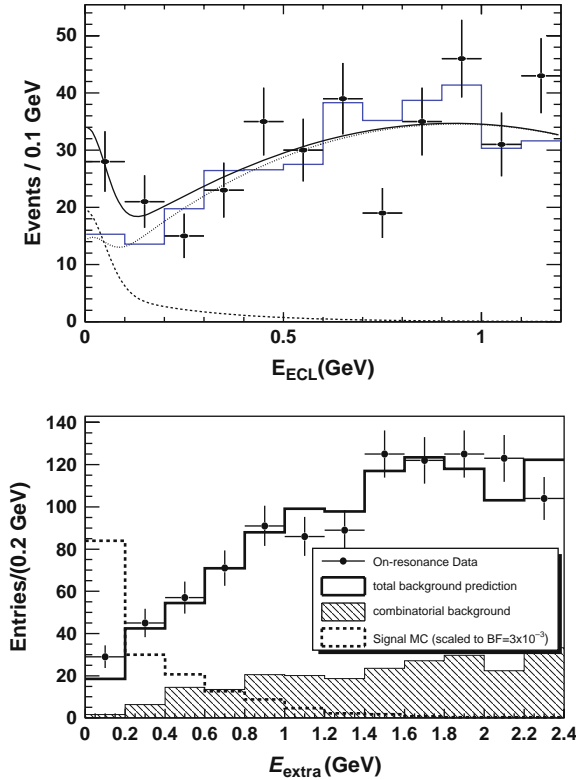 50
40
30
20
10
0
Events / 0.1 GeV
0
0.5
1
E_ECL(GeV)
140
120
100
80
60
40
20
0
Entries/(0.2 GeV)
On-resonance Data
total background prediction
combinatorial background
Signal MC (scaled to BF=3x10⁻³)
0 0.2 0.4 0.6 0.8 1.0 1.2 1.4 1.6 1.8 2 2.2 2.4
E_extra(GeV)